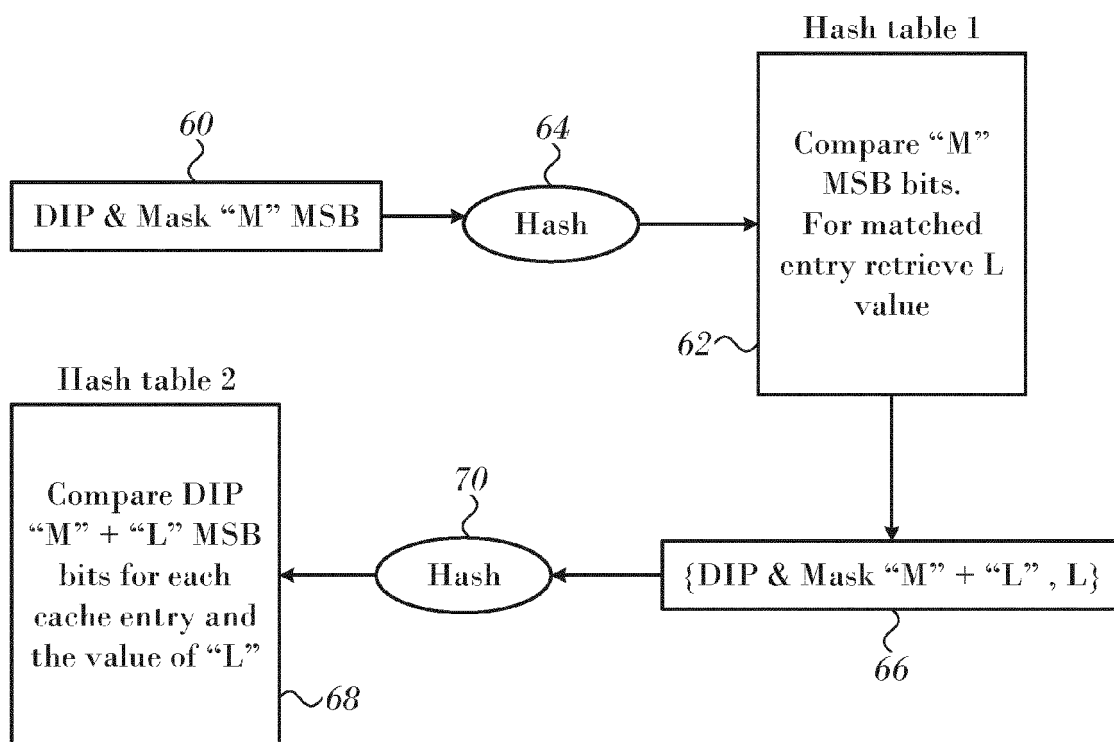 Hash table 1
60
DIP & Mask “M” MSB
64
Hash
Compare “M”
MSB bits.
For matched
entry retrieve L
value
62
Hash table 2
Compare DIP
“M” + “L” MSB
bits for each
cache entry and
the value of “L”
68
70
Hash
{DIP & Mask “M” + “L” , L}
66